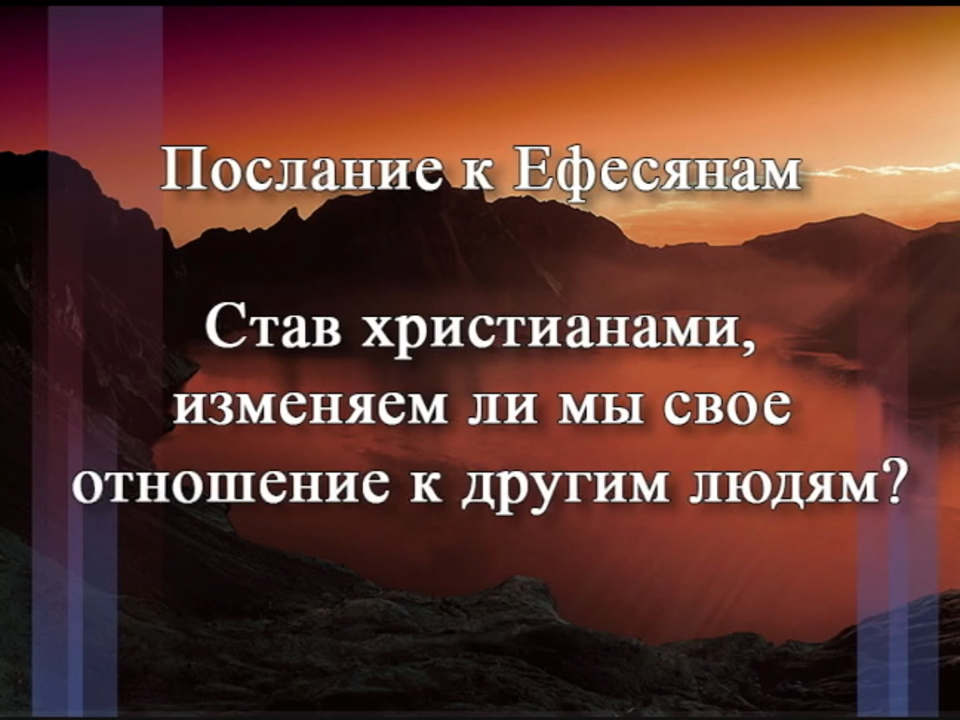 Послание к Ефесянам
Став христианами,
изменяем ли мы свое
отношение к другим людям?